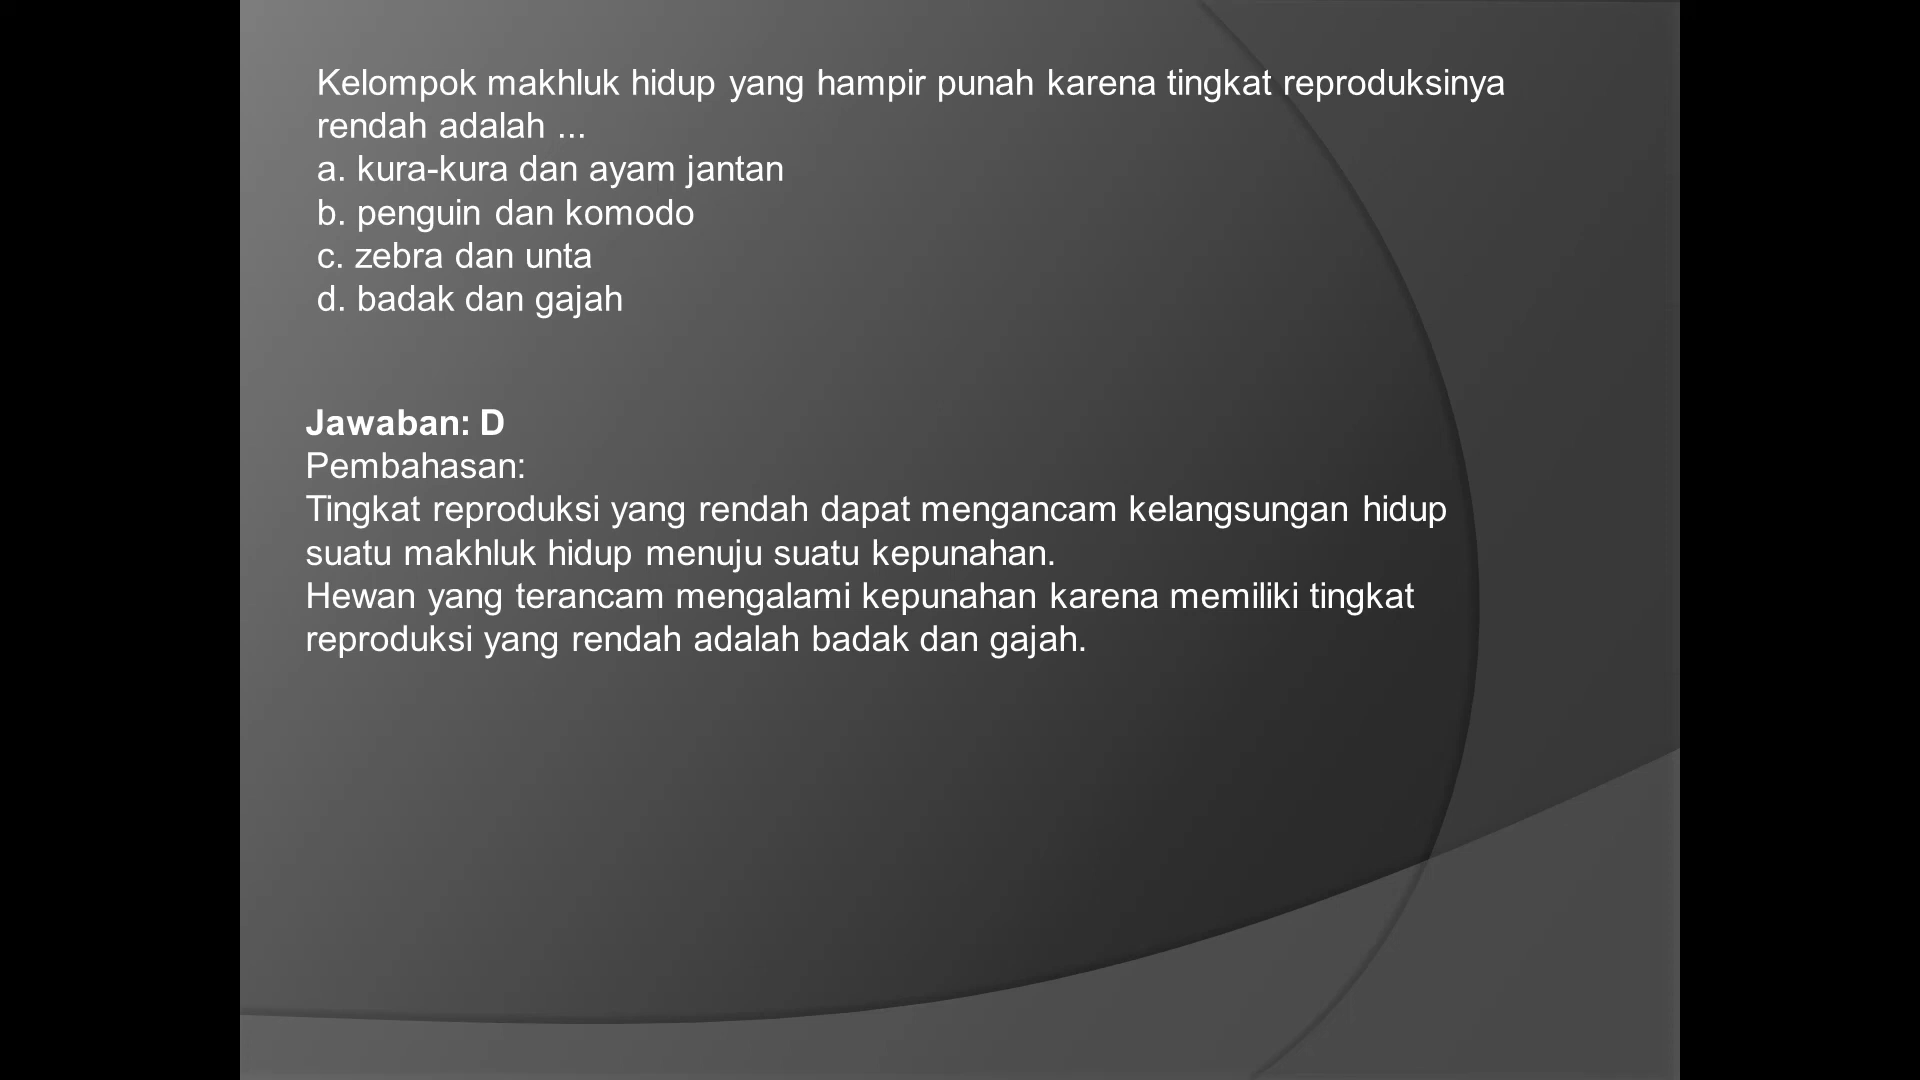 Kelompok makhluk hidup yang hampir punah karena tingkat reproduksinya
rendah adalah ...
a. kura-kura dan ayam jantan
b. penguin dan komodo
c. zebra dan unta
d. badak dan gajah
Jawaban: D
Pembahasan:
Tingkat reproduksi yang rendah dapat mengancam kelangsungan hidup
suatu makhluk hidup menuju suatu kepunahan.
Hewan yang terancam mengalami kepunahan karena memiliki tingkat
reproduksi yang rendah adalah badak dan gajah.